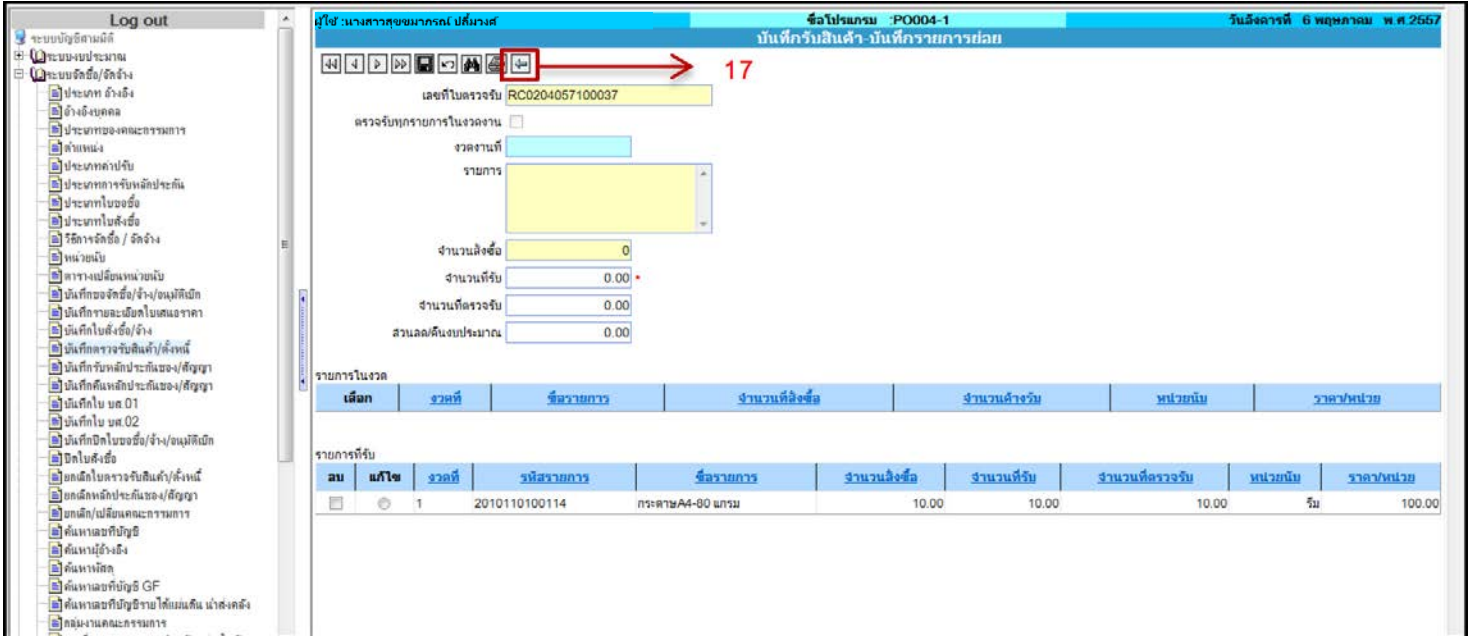 Log out
ระบบบัญชีสามมิติ
ระบบงบประมาณ
ระบบจัดซื้อ/จัดจ้าง
ประเภท อ้างอิง
อ้างอิงบุคคล
ประเภทของคณะกรรมการ
ตำแหน่ง
ประเภทค่าปรับ
ประเภทการรับหลักประกัน
ประเภทใบขอซื้อ
ประเภทใบสั่งซื้อ
วิธีการจัดซื้อ / จัดจ้าง
หน่วยนับ
ตารางเปลี่ยนหน่วยนับ
บันทึกขอจัดซื้อ/จ้าง/อนุมัติเบิก
บันทึกรายละเอียดใบเสนอราคา
บันทึกใบสั่งซื้อ/จ้าง
บันทึกตรวจรับสินค้า/ตั้งหนี้
บันทึกรับหลักประกันซอง/สัญญา
บันทึกคืนหลักประกันซอง/สัญญา
บันทึกใบ บส.01
บันทึกใบ บส.02
บันทึกปิดใบขอซื้อ/จ้าง/อนุมัติเบิก
ปิดใบสั่งซื้อ
ยกเลิกใบตรวจรับสินค้า/ตั้งหนี้
ยกเลิกหลักประกันซอง/สัญญา
ยกเลิก/เปลี่ยนคณะกรรมการ
ค้นหาเลขที่บัญชี
ค้นหาผู้อ้างอิง
ค้นหาพัสดุ
ค้นหาเลขที่บัญชี GF
ค้นหาเลขที่บัญชีรายได้แผ่นดิน นำส่งคลัง
กลุ่มงานคณะกรรมการ
ผู้ใช้ :นางสาวสุขขมาภรณ์ ปลื้มวงศ์ ชื่อโปรแกรม :PO004-1 วันอังคารที่ 6 พฤษภาคม พ.ศ.2557
บันทึกรับสินค้า-บันทึกรายการย่อย
17
เลขที่ใบตรวจรับ RC0204057100037
ตรวจรับทุกรายการในงวดงาน
งวดงานที่
รายการ
จำนวนสั่งซื้อ 0
จำนวนที่รับ 0.00 *
จำนวนที่ตรวจรับ 0.00
ส่วนลด/คืนงบประมาณ 0.00
รายการในงวด
เลือก งวดที่ ชื่อรายการ จำนวนที่สั่งซื้อ จำนวนค้างรับ หน่วยนับ ราคา/หน่วย
รายการที่รับ
ลบ แก้ไข งวดที่ รหัสรายการ ชื่อรายการ จำนวนสั่งซื้อ จำนวนที่รับ จำนวนที่ตรวจรับ หน่วยนับ ราคา/หน่วย
1 20101110100114 กระดาษA4-80 แกรม 10.00 10.00 10.00 รีม 100.00